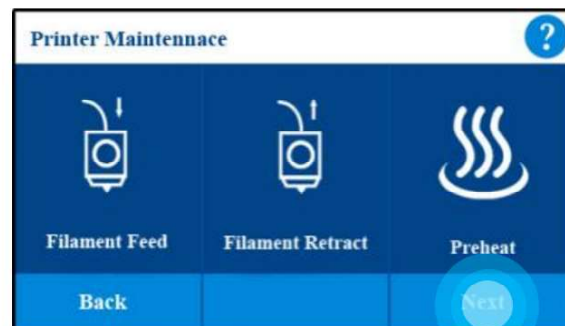 Printer Maintennace ?
Filament Feed Filament Retract Preheat
Back Next